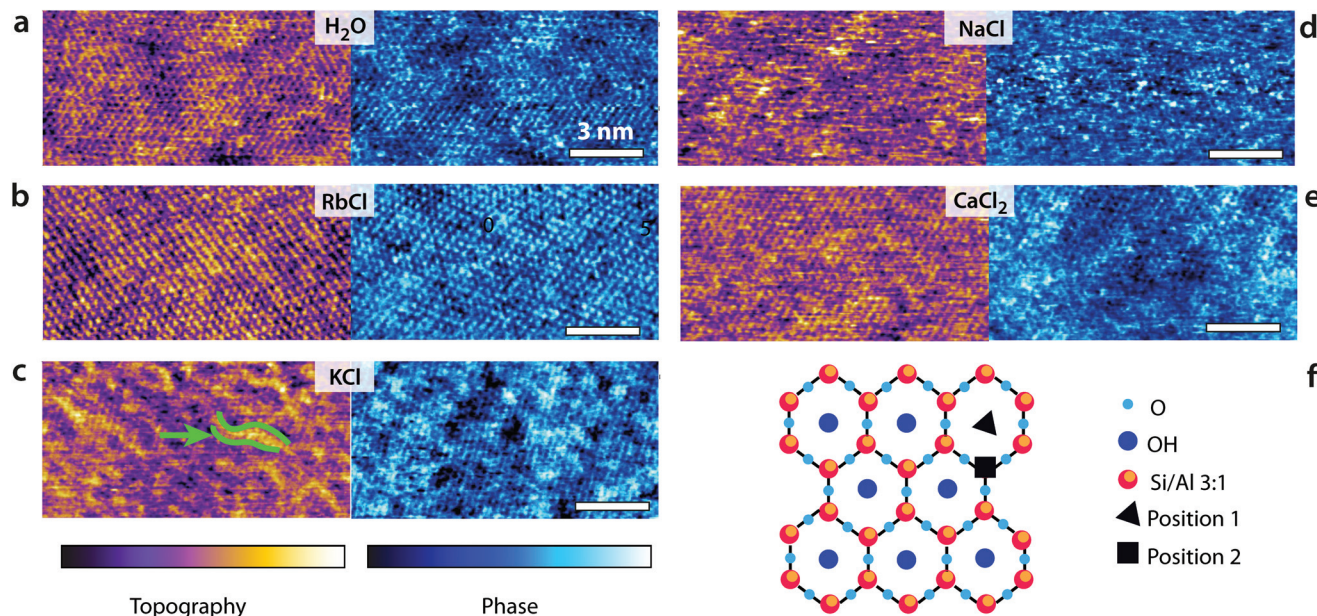 a
H₂O
3 nm
b
RbCl
0
5
c
KCl
Topography
Phase
NaCl
d
CaCl₂
e
f
O
OH
Si/Al 3:1
Position 1
Position 2